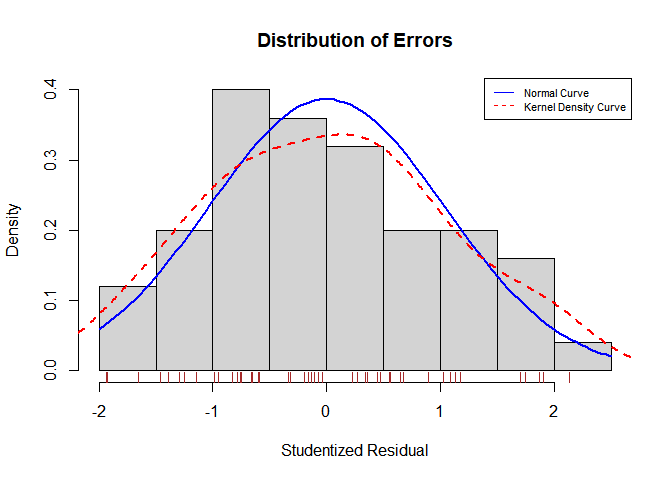 Distribution of Errors
Normal Curve
Kernel Density Curve
Density
0.4
0.3
0.2
0.1
0.0
-2 -1 0 1 2
Studentized Residual